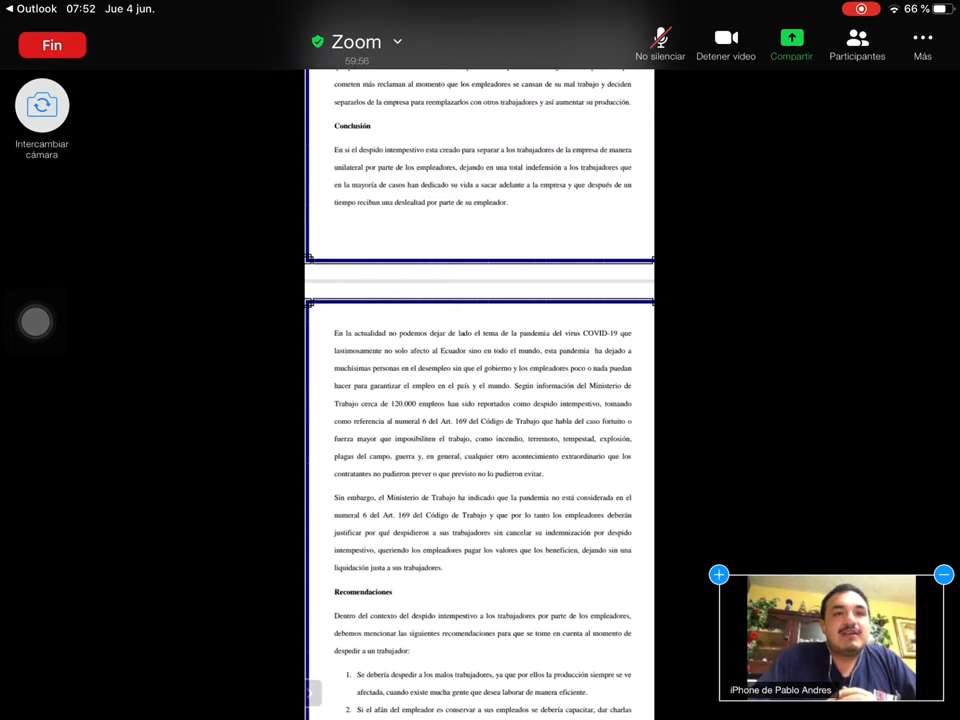 Outlook 07:52 Jue 4 jun. 66 %
Fin
Zoom
59:56
No silenciar
Detener vídeo
Compartir
Participantes
Más
Intercambiar
cámara
cometen más reclaman al momento que los empleadores se cansan de su mal trabajo y deciden
separarlos de la empresa para reemplazarlos con otros trabajadores y así aumentar su producción.
Conclusión
En si el despido intempestivo esta creado para separar a los trabajadores de la empresa de manera
unilateral por parte de los empleadores, dejando en una total indefensión a los trabajadores que
en la mayoría de casos han dedicado su vida a sacar adelante a la empresa y que después de un
tiempo reciban una deslealtad por parte de su empleador.
En la actualidad no podemos dejar de lado el tema de la pandemia del virus COVID-19 que
lastimosamente no solo afecto al Ecuador sino en todo el mundo, esta pandemia ha dejado a
muchísimas personas en el desempleo sin que el gobierno y los empleadores poco o nada puedan
hacer para garantizar el empleo en el país y el mundo. Según información del Ministerio de
Trabajo cerca de 120.000 empleos han sido reportados como despido intempestivo, tomando
como referencia al numeral 6 del Art. 169 del Código de Trabajo que habla del caso fortuito o
fuerza mayor que imposibiliten el trabajo, como incendio, terremoto, tempestad, explosión,
plagas del campo, guerra y, en general, cualquier otro acontecimiento extraordinario que los
contratantes no pudieron prever o que previsto no lo pudieron evitar.
Sin embargo, el Ministerio de Trabajo ha indicado que la pandemia no está considerada en el
numeral 6 del Art. 169 del Código de Trabajo y que por lo tanto los empleadores deberán
justificar por qué despidieron a sus trabajadores sin cancelar su indemnización por despido
intempestivo, queriendo los empleadores pagar los valores que los beneficien, dejando sin una
liquidación justa a sus trabajadores.
Recomendaciones
Dentro del contexto del despido intempestivo a los trabajadores por parte de los empleadores,
debemos mencionar las siguientes recomendaciones para que se tome en cuenta al momento de
despedir a un trabajador:
1. Se debería despedir a los malos trabajadores, ya que por ellos la producción siempre se ve
afectada, cuando existe mucha gente que desea laborar de manera eficiente.
2. Si el afán del empleador es conservar a sus empleados se debería capacitar, dar charlas
iPhone de Pablo Andres